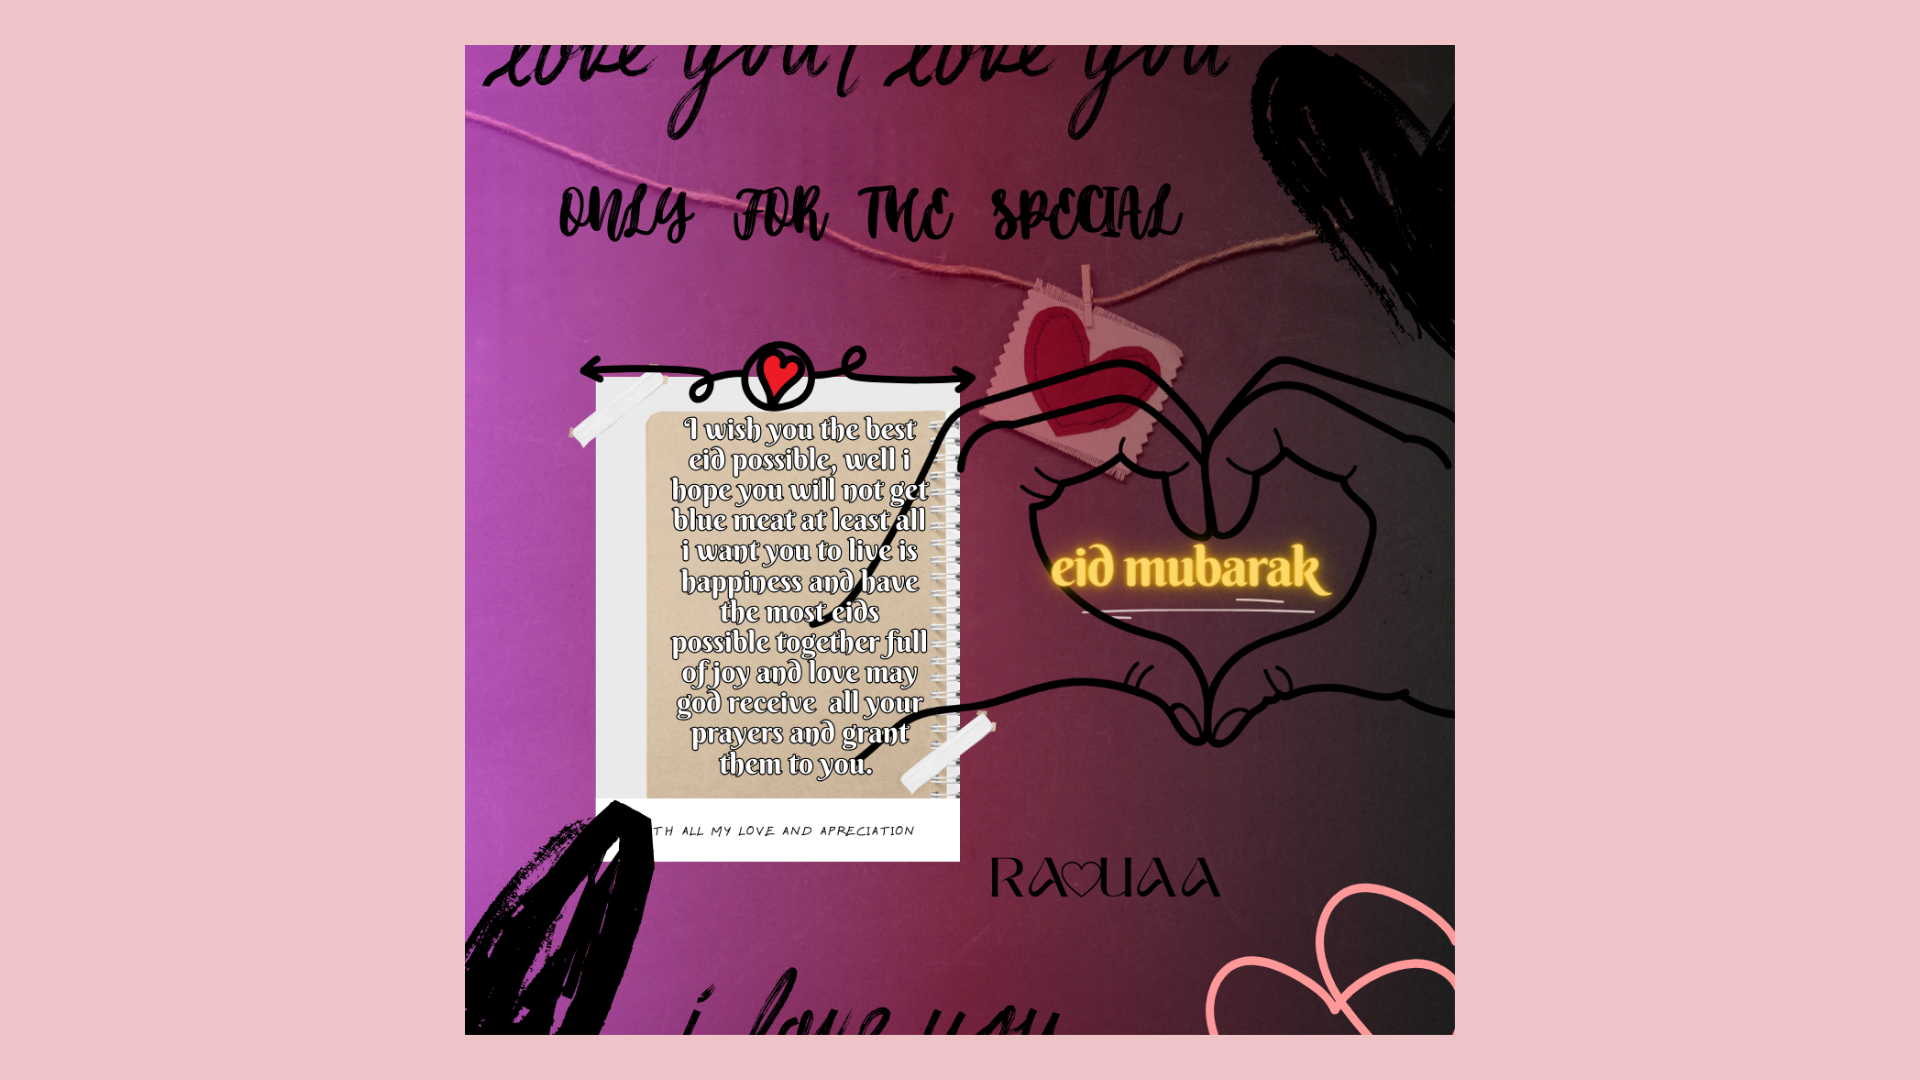 love you love you
ONLY FOR THE SPECIAL
I wish you the best
eid possible, well i
hope you will not get
blue meat at least all
i want you to live is
happiness and have
the most eids
possible together full
of joy and love may
god receive all your
prayers and grant
them to you.
eid mubarak
TH ALL MY LOVE AND APRECIATION
RA♡UAA
i love you